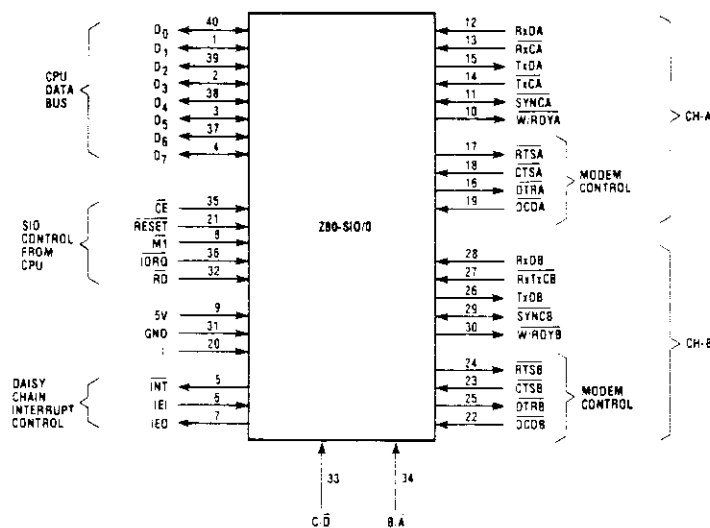 CPU DATA BUS
D0 40
D1 1
D2 39
D3 2
D4 38
D5 3
D6 37
D7 4
SIO CONTROL FROM CPU
CE 35
RESET 21
M1 8
IORQ 36
RD 32
5V 9
GND 31
20
DAISY CHAIN INTERRUPT CONTROL
INT 5
IEI 6
IEO 7
Z80-SIO/0
12 RxDA
13 RxCA
15 TxDA
14 TxCA
11 SYNCA
10 W/RDYA
17 RTSA
18 CTSA
16 DTRA
19 DCDA
MODEM CONTROL
CH-A
28 RxDB
27 RxTxCB
26 TxDB
29 SYNCB
30 W/RDYB
24 RTSB
23 CTSB
25 DTRB
22 DCDB
MODEM CONTROL
CH-B
33 34
C/D B/A